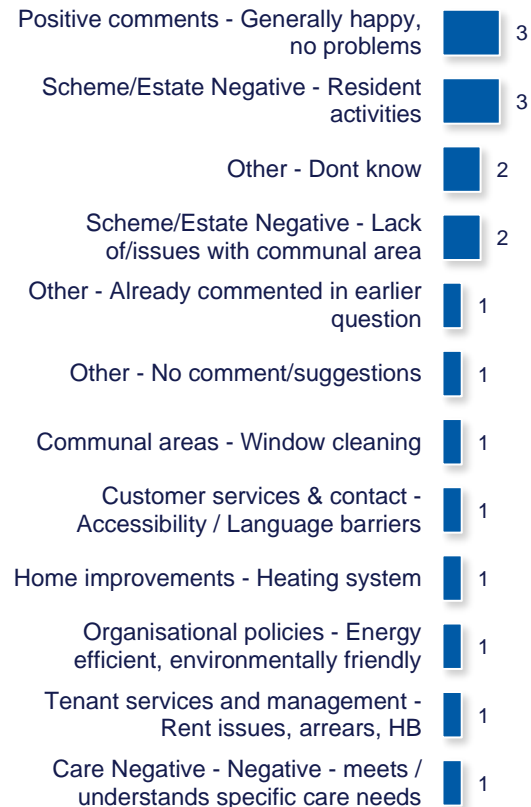 Positive comments - Generally happy,
no problems
3
Scheme/Estate Negative - Resident
activities
3
Other - Dont know
2
Scheme/Estate Negative - Lack
of/issues with communal area
2
Other - Already commented in earlier
question
1
Other - No comment/suggestions
1
Communal areas - Window cleaning
1
Customer services & contact -
Accessibility / Language barriers
1
Home improvements - Heating system
1
Organisational policies - Energy
efficient, environmentally friendly
1
Tenant services and management -
Rent issues, arrears, HB
1
Care Negative - Negative - meets /
understands specific care needs
1